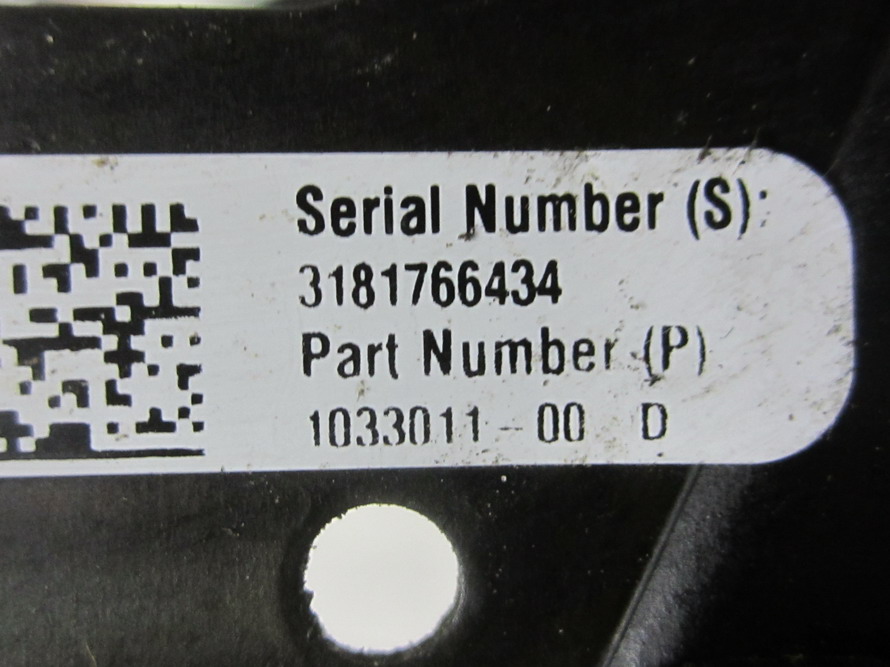 Serial Number (S):
3181766434
Part Number (P)
1033011-00 D